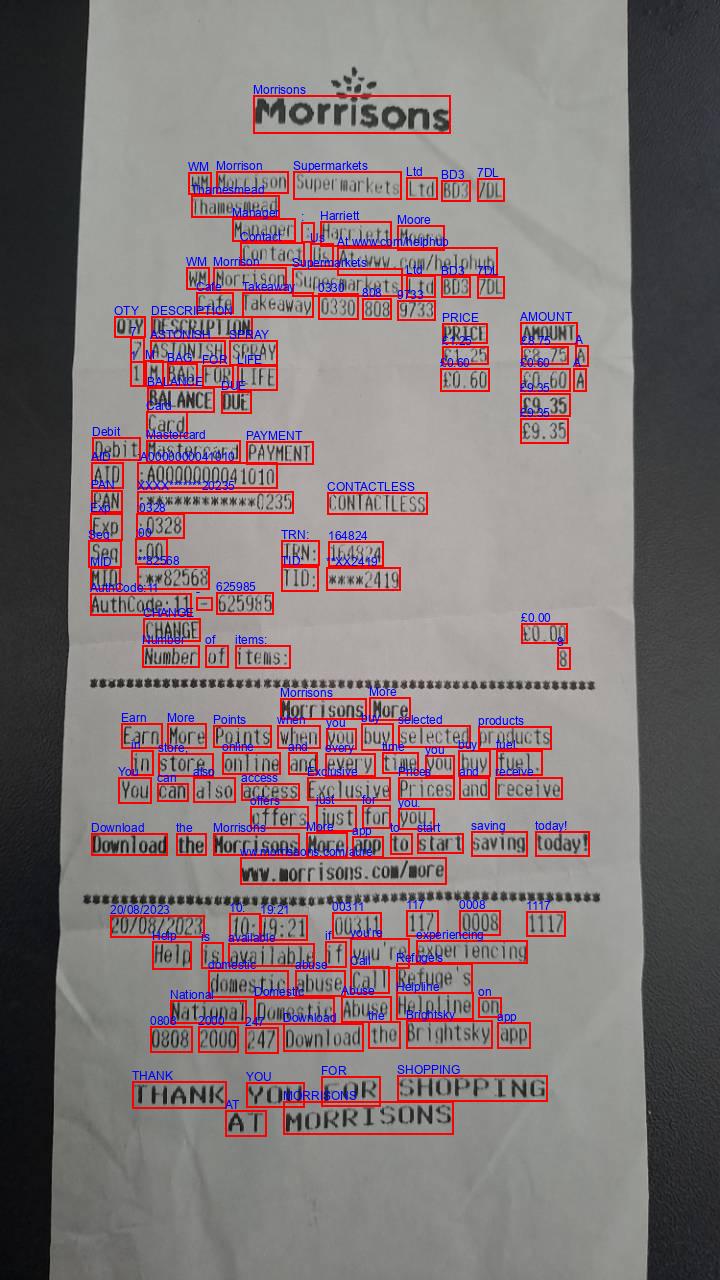 Morrisons
WM Morrison Supermarkets Ltd BD3 7DL
Thamesmead
Manager : Harriett Moore
Contact Us At www.com/helphub
WM Morrison Supermarkets Ltd BD3 7DL
Cafe Takeaway 0330 808 9733
QTY DESCRIPTION PRICE AMOUNT
7 ASTONISH SPRAY £1.25 £8.75 A
1 M BAG FOR LIFE £0.60 £0.60 A
BALANCE DUE £9.35
Card £9.35
Debit Mastercard PAYMENT
AID :A0000000041010
PAN :************0235 CONTACTLESS
Exp :0328
Seq :00 TRN: 164824
MID :**82568 TID: ****2419
AuthCode:11 - 625985
CHANGE £0.00
Number of items: 8
Morrisons More
Earn More Points when you buy selected products
in store, online and every time you buy fuel.
You can also access Exclusive Prices and receive
offers just for you.
Download the Morrisons More app to start saving today!
www.morrisons.com/more
20/08/2023 10: 19:21 00311 117 0008 1117
Help is available if you're experiencing
domestic abuse Call Refuge's
National Domestic Abuse Helpline on
0808 2000 247 Download the Brightsky app
THANK YOU FOR SHOPPING
AT MORRISONS